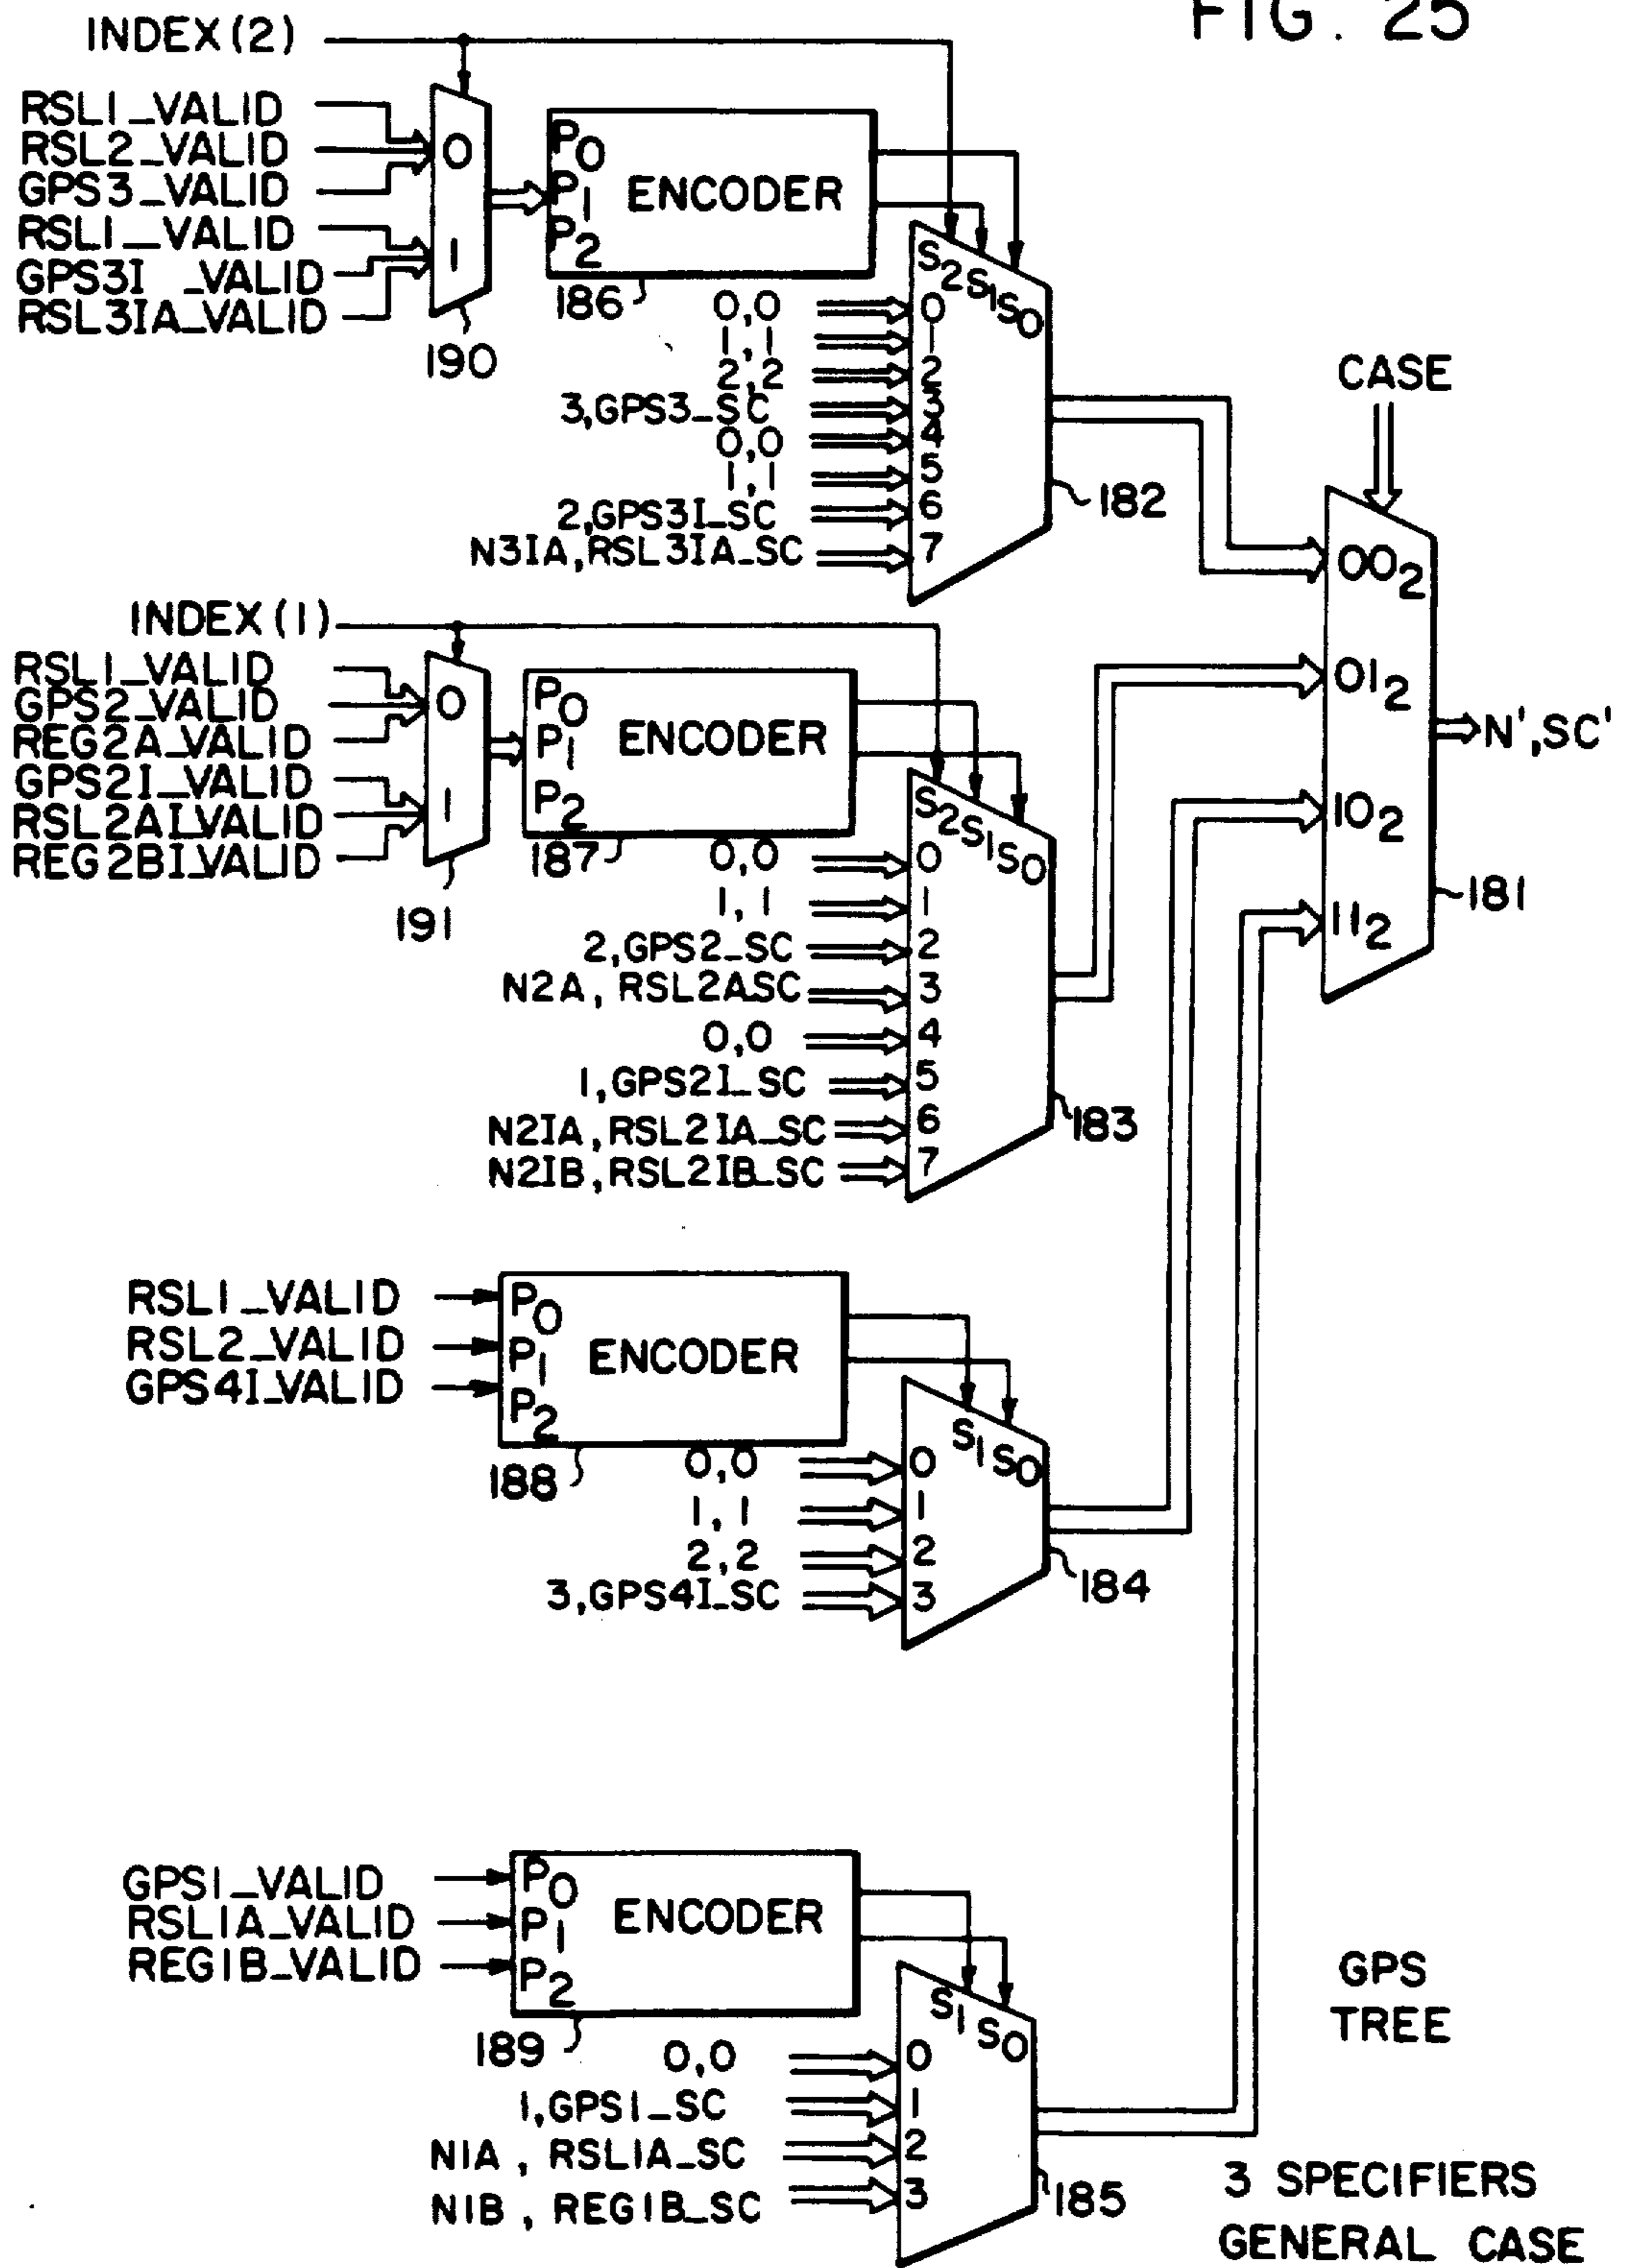 FIG. 25
INDEX(2)
RSL1_VALID
RSL2_VALID
GPS3_VALID
RSL1_VALID
GPS3I _VALID
RSL3IA_VALID
0
1
190
P0
P1
P2
ENCODER
186
S2 S1 S0
0,0
1,1
2,2
3,GPS3_SC
0,0
1,1
2,GPS3I_SC
N3IA,RSL3IA_SC
0
1
2
3
4
5
6
7
182
CASE
002
012
102
112
N',SC'
181
INDEX(1)
RSL1_VALID
GPS2_VALID
REG2A_VALID
GPS2I_VALID
RSL2AI_VALID
REG2BI_VALID
0
1
191
P0
P1
P2
ENCODER
187
S2 S1 S0
0,0
1,1
2,GPS2_SC
N2A, RSL2ASC
0,0
1,GPS2I_SC
N2IA,RSL2IA_SC
N2IB,RSL2IB_SC
0
1
2
3
4
5
6
7
183
RSL1_VALID
RSL2_VALID
GPS4I_VALID
P0
P1
P2
ENCODER
188
S1 S0
0,0
1,1
2,2
3,GPS4I_SC
0
1
2
3
184
GPS1_VALID
RSL1A_VALID
REG1B_VALID
P0
P1
P2
ENCODER
189
S1 S0
0,0
1,GPS1_SC
N1A, RSL1A_SC
N1B, REG1B_SC
0
1
2
3
185
GPS
TREE
3 SPECIFIERS
GENERAL CASE